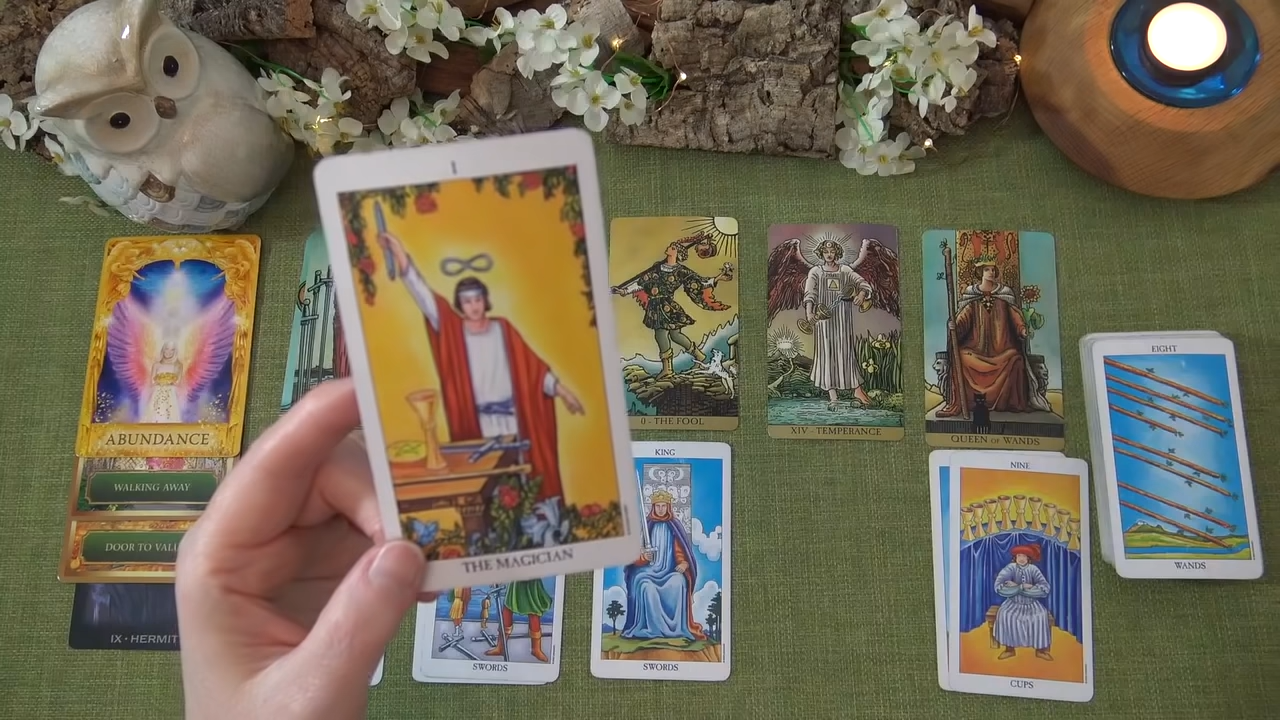 I
THE MAGICIAN
ABUNDANCE
WALKING AWAY
DOOR TO VAL
IX • HERMIT
0 - THE FOOL
XIV - TEMPERANCE
QUEEN OF WANDS
EIGHT
WANDS
KING
SWORDS
SWORDS
NINE
CUPS